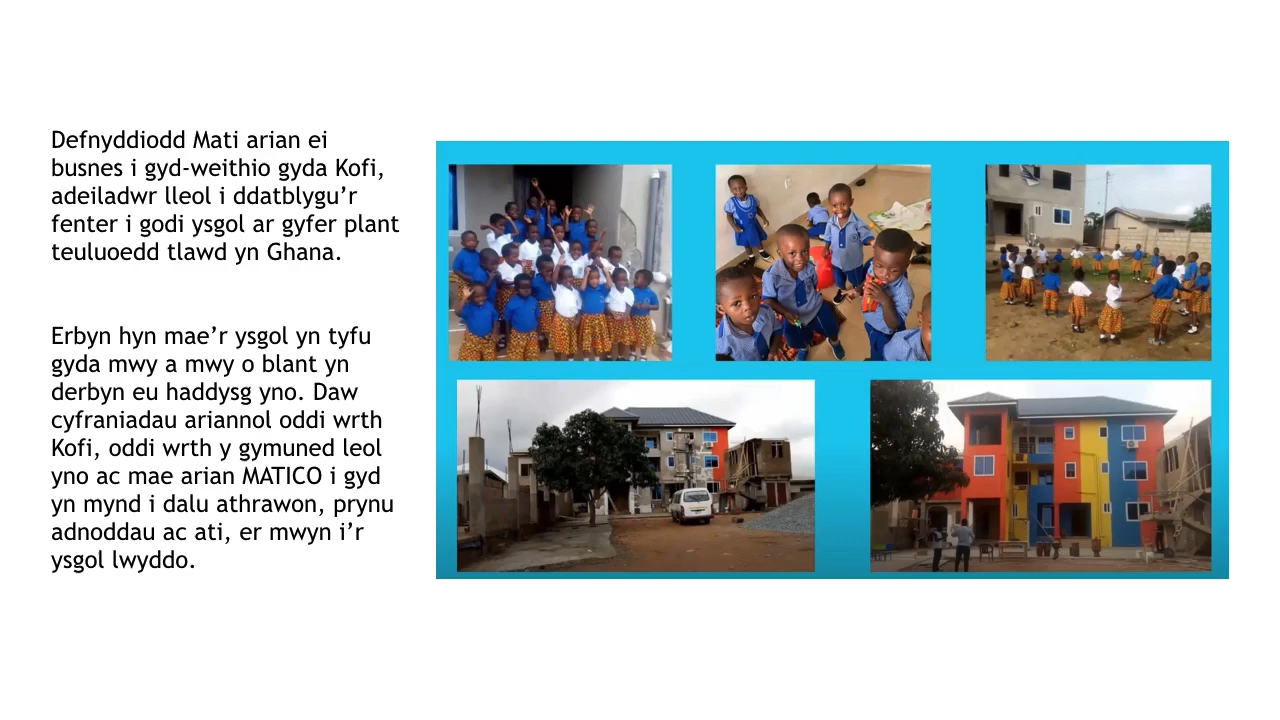 Defnyddiodd Mati arian ei
busnes i gyd-weithio gyda Kofi,
adeiladwr lleol i ddatblygu’r
fenter i godi ysgol ar gyfer plant
teuluoedd tlawd yn Ghana.
Erbyn hyn mae’r ysgol yn tyfu
gyda mwy a mwy o blant yn
derbyn eu haddysg yno. Daw
cyfraniadau ariannol oddi wrth
Kofi, oddi wrth y gymuned leol
yno ac mae arian MATICO i gyd
yn mynd i dalu athrawon, prynu
adnoddau ac ati, er mwyn i’r
ysgol lwyddo.